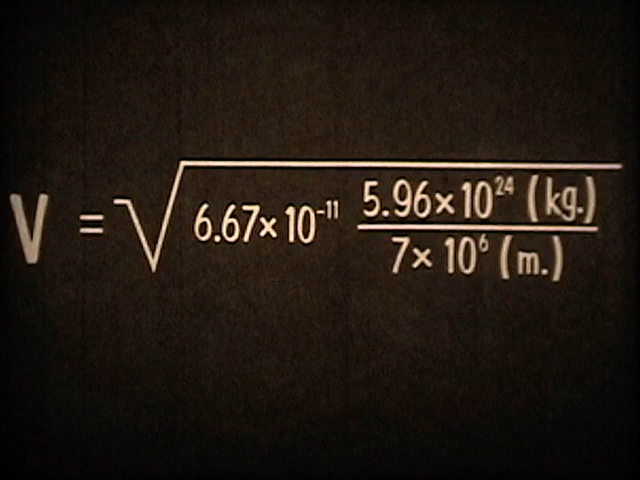 V = √ 6.67×10⁻¹¹ 5.96×10²⁴ (kg.)
7×10⁶ (m.)